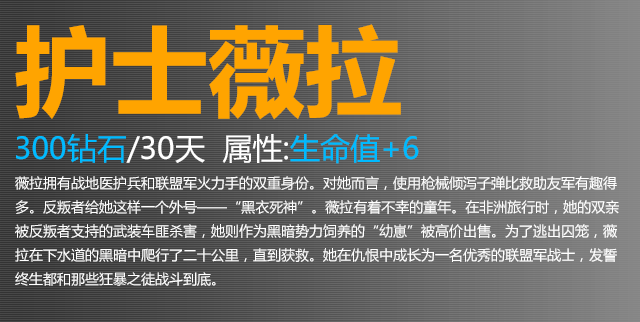 护士薇拉
300钻石/30天 属性:生命值+6
薇拉拥有战地医护兵和联盟军火力手的双重身份。对她而言，使用枪械倾泻子弹比救助友军有趣得
多。反叛者给她这样一个外号——“黑衣死神”。薇拉有着不幸的童年。在非洲旅行时，她的双亲
被反叛者支持的武装车匪杀害，她则作为黑暗势力饲养的“幼崽”被高价出售。为了逃出囚笼，薇
拉在下水道的黑暗中爬行了二十公里，直到获救。她在仇恨中成长为一名优秀的联盟军战士，发誓
终生都和那些狂暴之徒战斗到底。